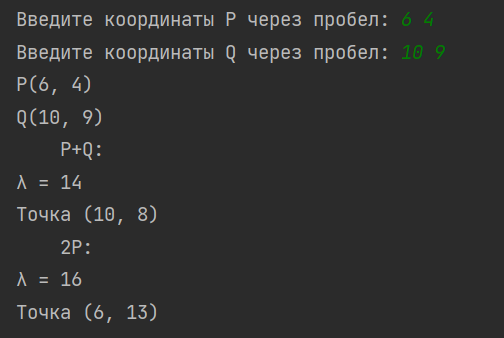 Введите координаты P через пробел: 6 4
Введите координаты Q через пробел: 10 9
P(6, 4)
Q(10, 9)
P+Q:
λ = 14
Точка (10, 8)
2P:
λ = 16
Точка (6, 13)